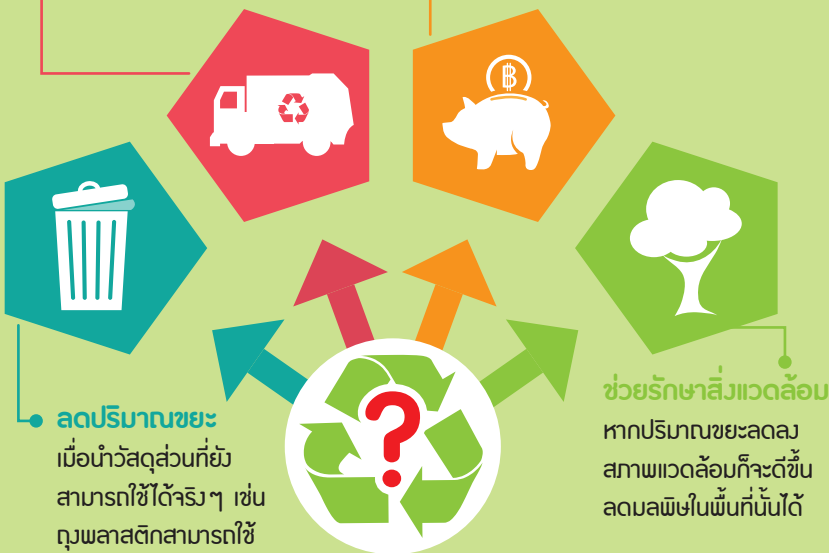 ฿
?
ลดปริมาณขยะ
เมื่อนำวัสดุส่วนที่ยัง
สามารถใช้ได้จริงๆ เช่น
ถุงพลาสติกสามารถใช้
ช่วยรักษาสิ่งแวดล้อม
หากปริมาณขยะลดลง
สภาพแวดล้อมก็จะดีขึ้น
ลดมลพิษในพื้นที่นั้นได้